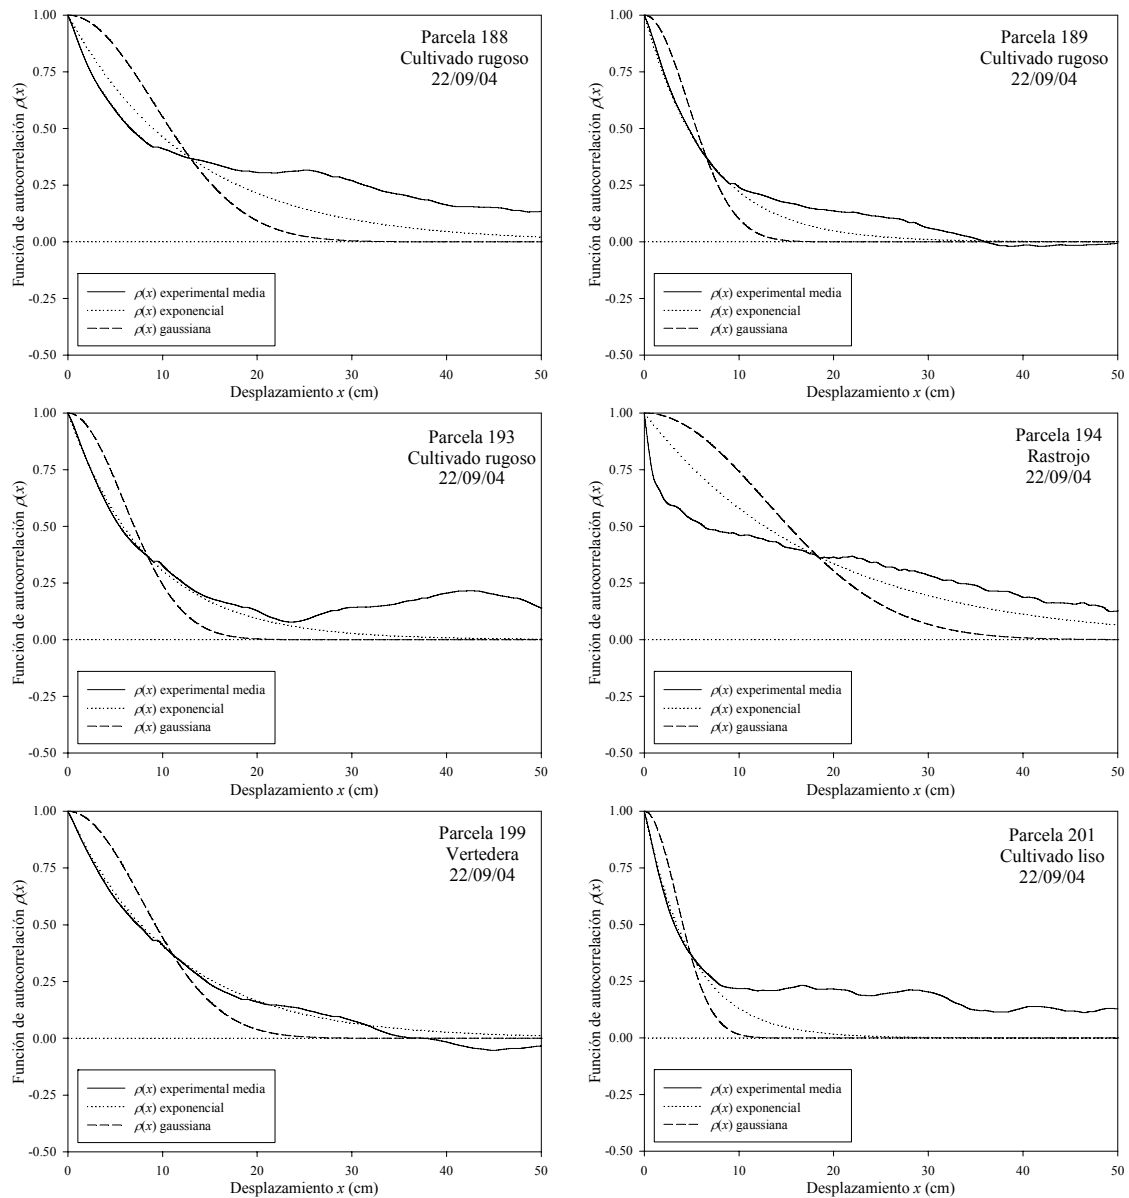 Parcela 188
Cultivado rugoso
22/09/04
Función de autocorrelación ρ(x)
1.00
0.75
0.50
0.25
0.00
-0.25
-0.50
ρ(x) experimental media
ρ(x) exponencial
ρ(x) gaussiana
0 10 20 30 40 50
Desplazamiento x (cm)
Parcela 189
Cultivado rugoso
22/09/04
Función de autocorrelación ρ(x)
1.00
0.75
0.50
0.25
0.00
-0.25
-0.50
ρ(x) experimental media
ρ(x) exponencial
ρ(x) gaussiana
0 10 20 30 40 50
Desplazamiento x (cm)
Parcela 193
Cultivado rugoso
22/09/04
Función de autocorrelación ρ(x)
1.00
0.75
0.50
0.25
0.00
-0.25
-0.50
ρ(x) experimental media
ρ(x) exponencial
ρ(x) gaussiana
0 10 20 30 40 50
Desplazamiento x (cm)
Parcela 194
Rastrojo
22/09/04
Función de autocorrelación ρ(x)
1.00
0.75
0.50
0.25
0.00
-0.25
-0.50
ρ(x) experimental media
ρ(x) exponencial
ρ(x) gaussiana
0 10 20 30 40 50
Desplazamiento x (cm)
Parcela 199
Vertedera
22/09/04
Función de autocorrelación ρ(x)
1.00
0.75
0.50
0.25
0.00
-0.25
-0.50
ρ(x) experimental media
ρ(x) exponencial
ρ(x) gaussiana
0 10 20 30 40 50
Desplazamiento x (cm)
Parcela 201
Cultivado liso
22/09/04
Función de autocorrelación ρ(x)
1.00
0.75
0.50
0.25
0.00
-0.25
-0.50
ρ(x) experimental media
ρ(x) exponencial
ρ(x) gaussiana
0 10 20 30 40 50
Desplazamiento x (cm)